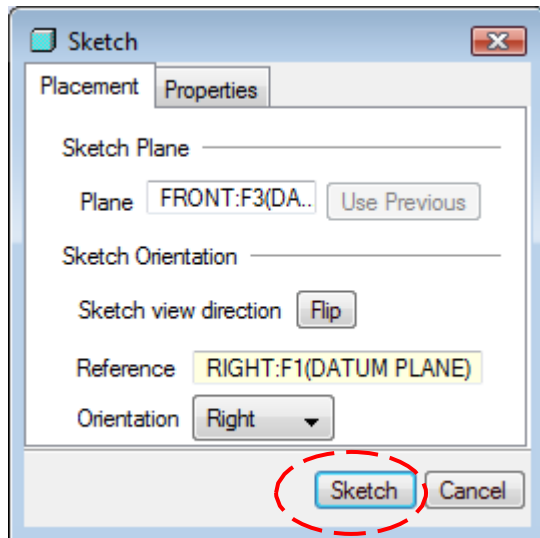 Sketch
Placement Properties
Sketch Plane
Plane FRONT:F3(DA.. Use Previous
Sketch Orientation
Sketch view direction Flip
Reference RIGHT:F1(DATUM PLANE)
Orientation Right
Sketch Cancel